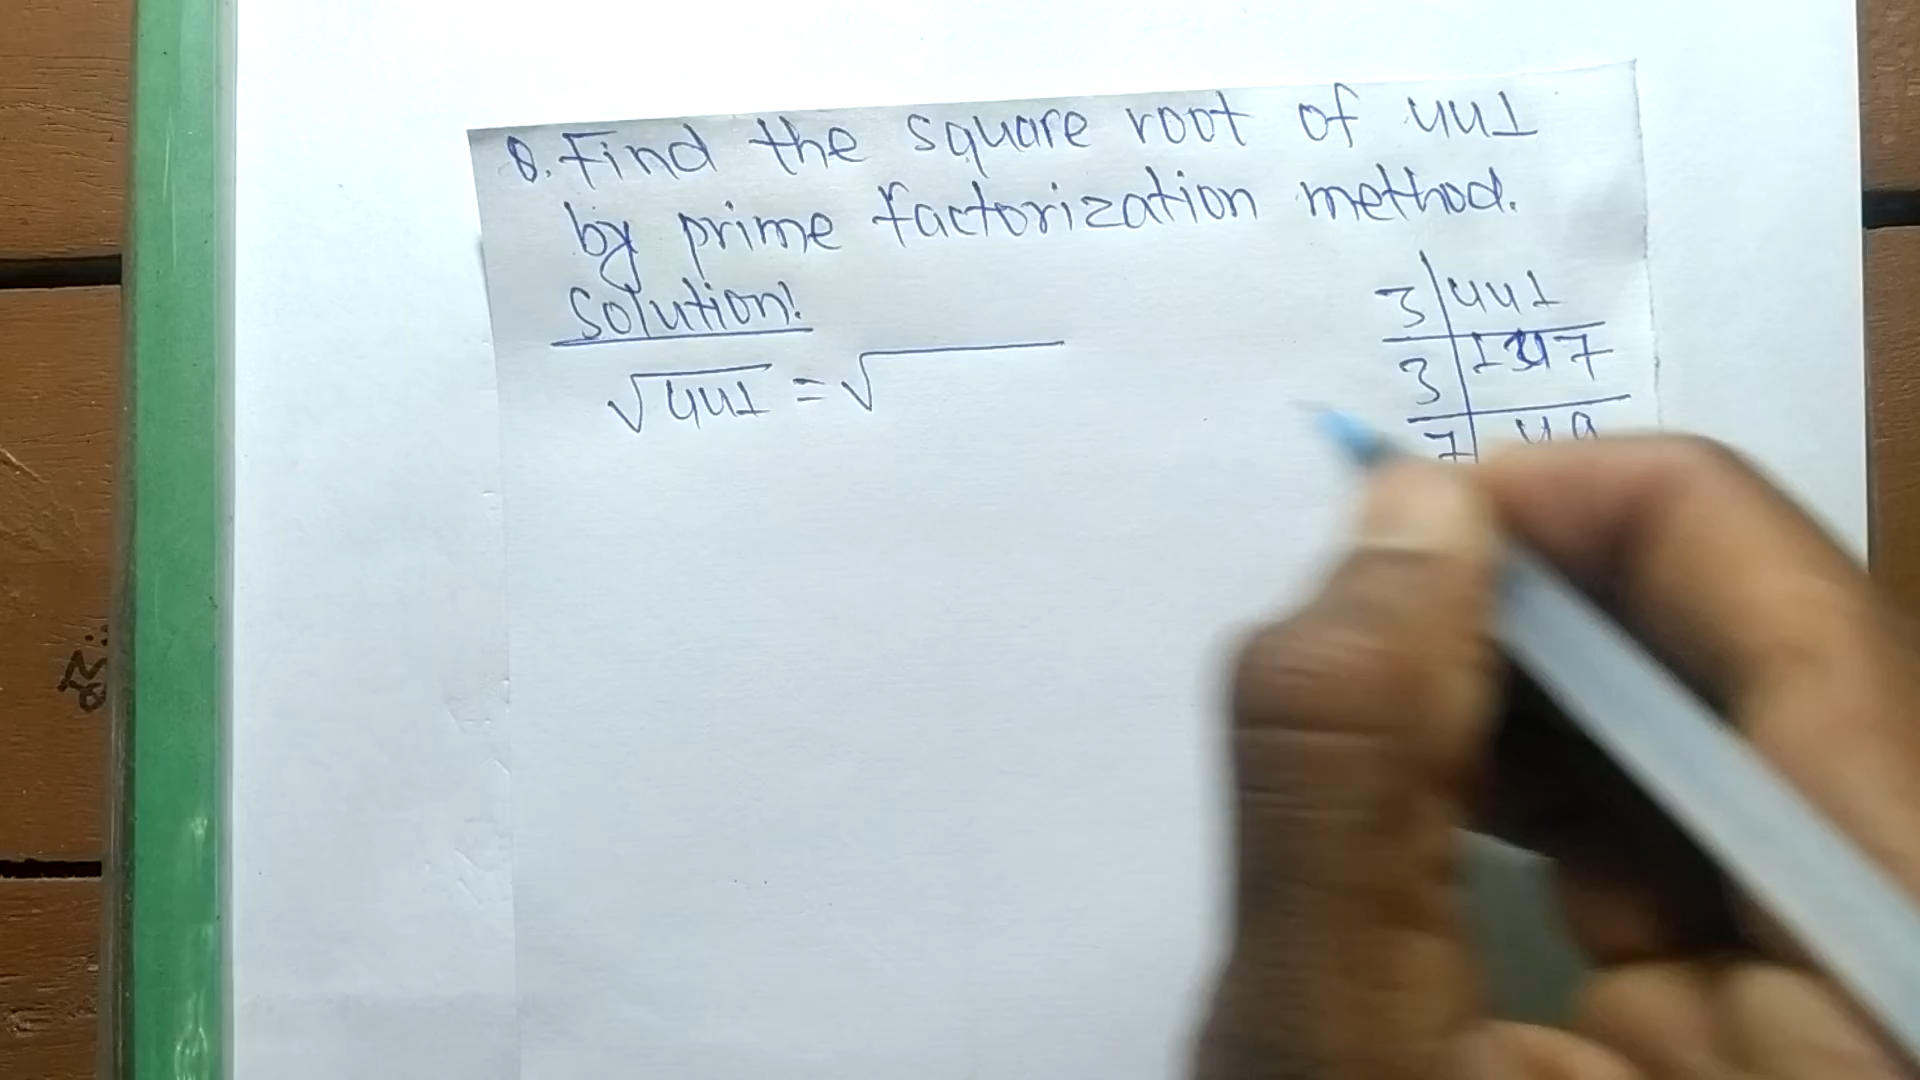 Q. Find the square root of 441
by prime factorization method.
Solution:
√441 = √
3|441
3|147
7|49